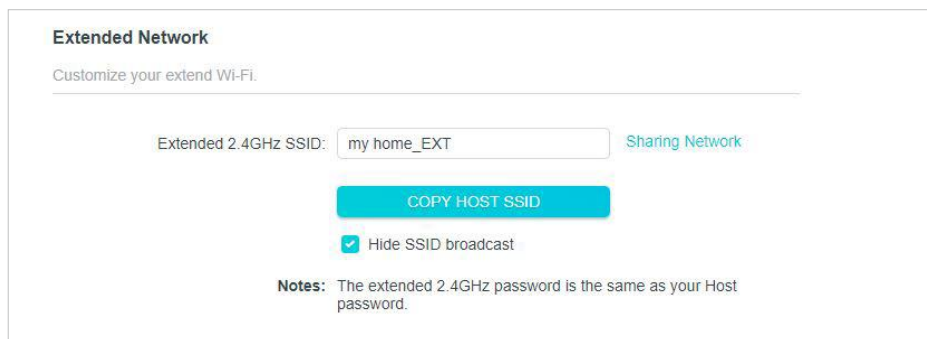 Extended Network
Customize your extend Wi-Fi.
Extended 2.4GHz SSID: my home_EXT Sharing Network
COPY HOST SSID
Hide SSID broadcast
Notes: The extended 2.4GHz password is the same as your Host
password.